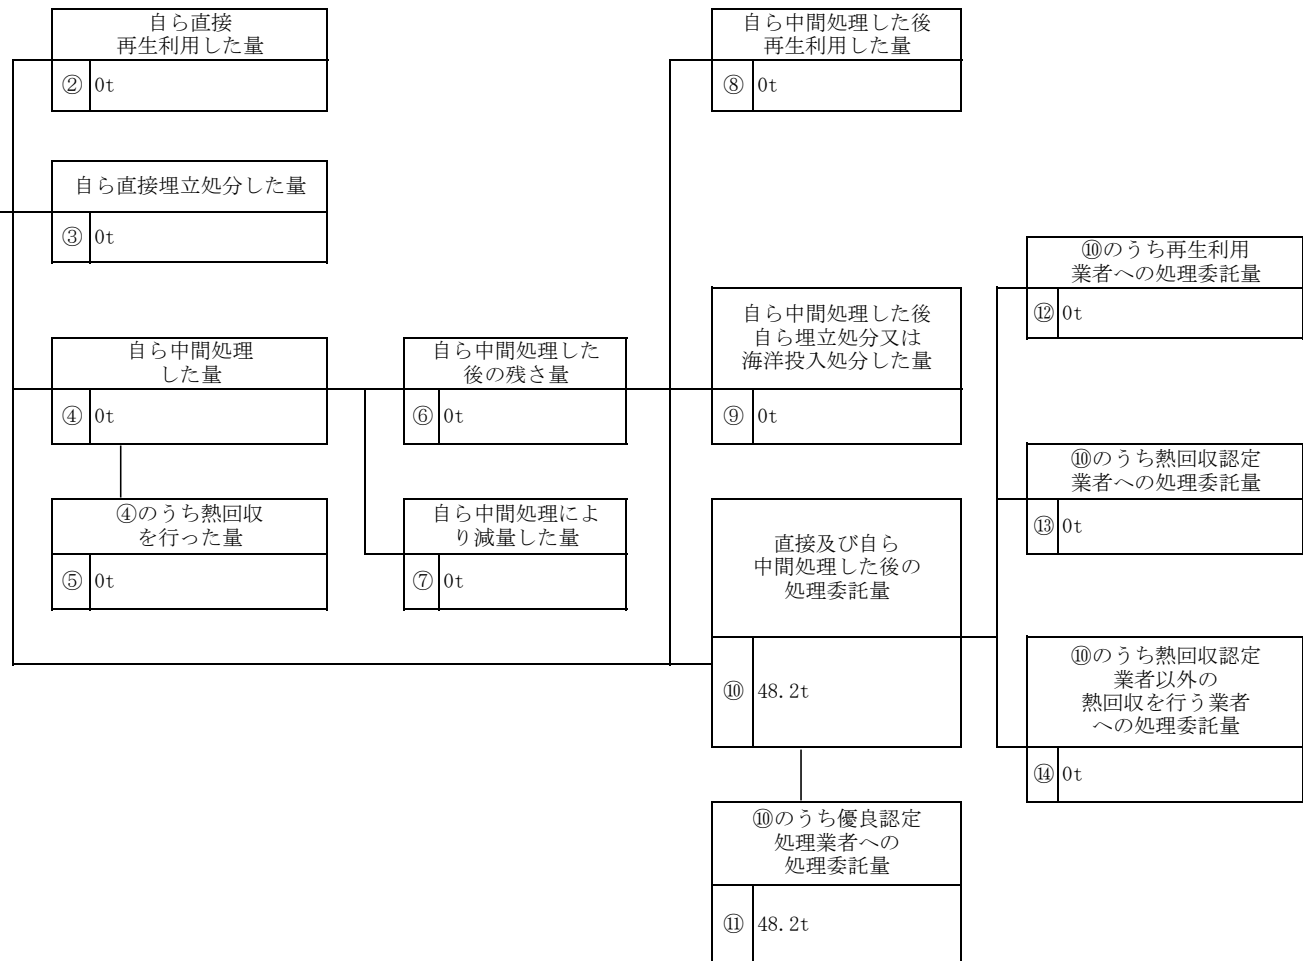 自ら直接
再生利用した量
② 0t
自ら直接埋立処分した量
③ 0t
自ら中間処理
した量
④ 0t
④のうち熱回収
を行った量
⑤ 0t
自ら中間処理した
後の残さ量
⑥ 0t
自ら中間処理によ
り減量した量
⑦ 0t
自ら中間処理した後
再生利用した量
⑧ 0t
自ら中間処理した後
自ら埋立処分又は
海洋投入処分した量
⑨ 0t
直接及び自ら
中間処理した後の
処理委託量
⑩ 48.2t
⑩のうち優良認定
処理業者への
処理委託量
⑪ 48.2t
⑩のうち再生利用
業者への処理委託量
⑫ 0t
⑩のうち熱回収認定
業者への処理委託量
⑬ 0t
⑩のうち熱回収認定
業者以外の
熱回収を行う業者
への処理委託量
⑭ 0t